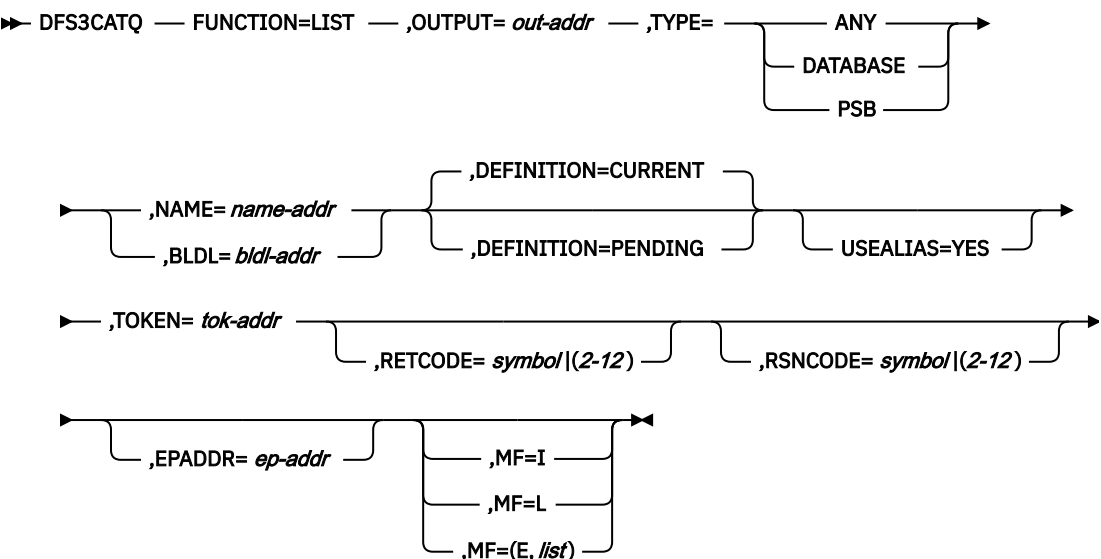 DFS3CATQ FUNCTION=LIST ,OUTPUT= out-addr ,TYPE= ANY
DATABASE
PSB
,DEFINITION=CURRENT
,NAME= name-addr
,BLDL= bldl-addr ,DEFINITION=PENDING USEALIAS=YES
,TOKEN= tok-addr
,RETCODE= symbol|(2-12) ,RSNCODE= symbol|(2-12)
,EPADDR= ep-addr ,MF=I
,MF=L
,MF=(E, list)